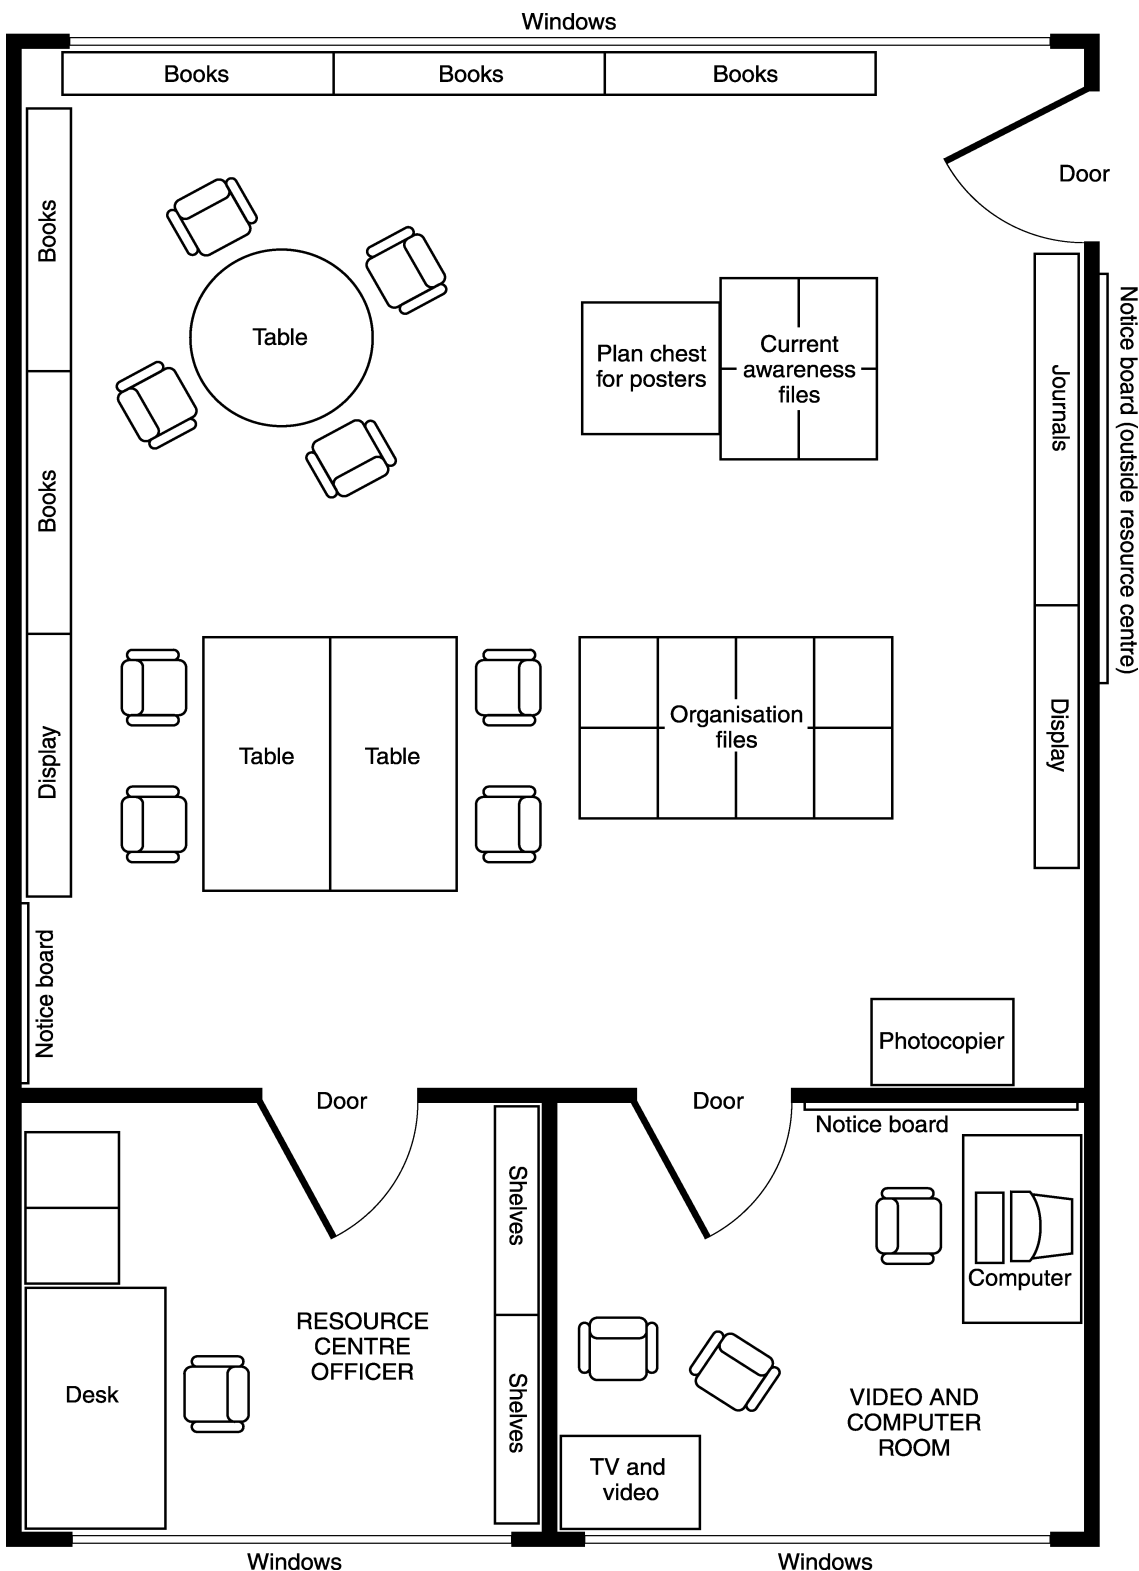 Windows
Books
Books
Books
Door
Books
Notice board (outside resource centre)
Table
Plan chest
for posters
Current
awareness
files
Journals
Books
Display
Table
Table
Organisation
files
Display
Notice board
Photocopier
Door
Door
Notice board
Shelves
Computer
RESOURCE
CENTRE
OFFICER
Desk
Shelves
VIDEO AND
COMPUTER
ROOM
TV and
video
Windows
Windows